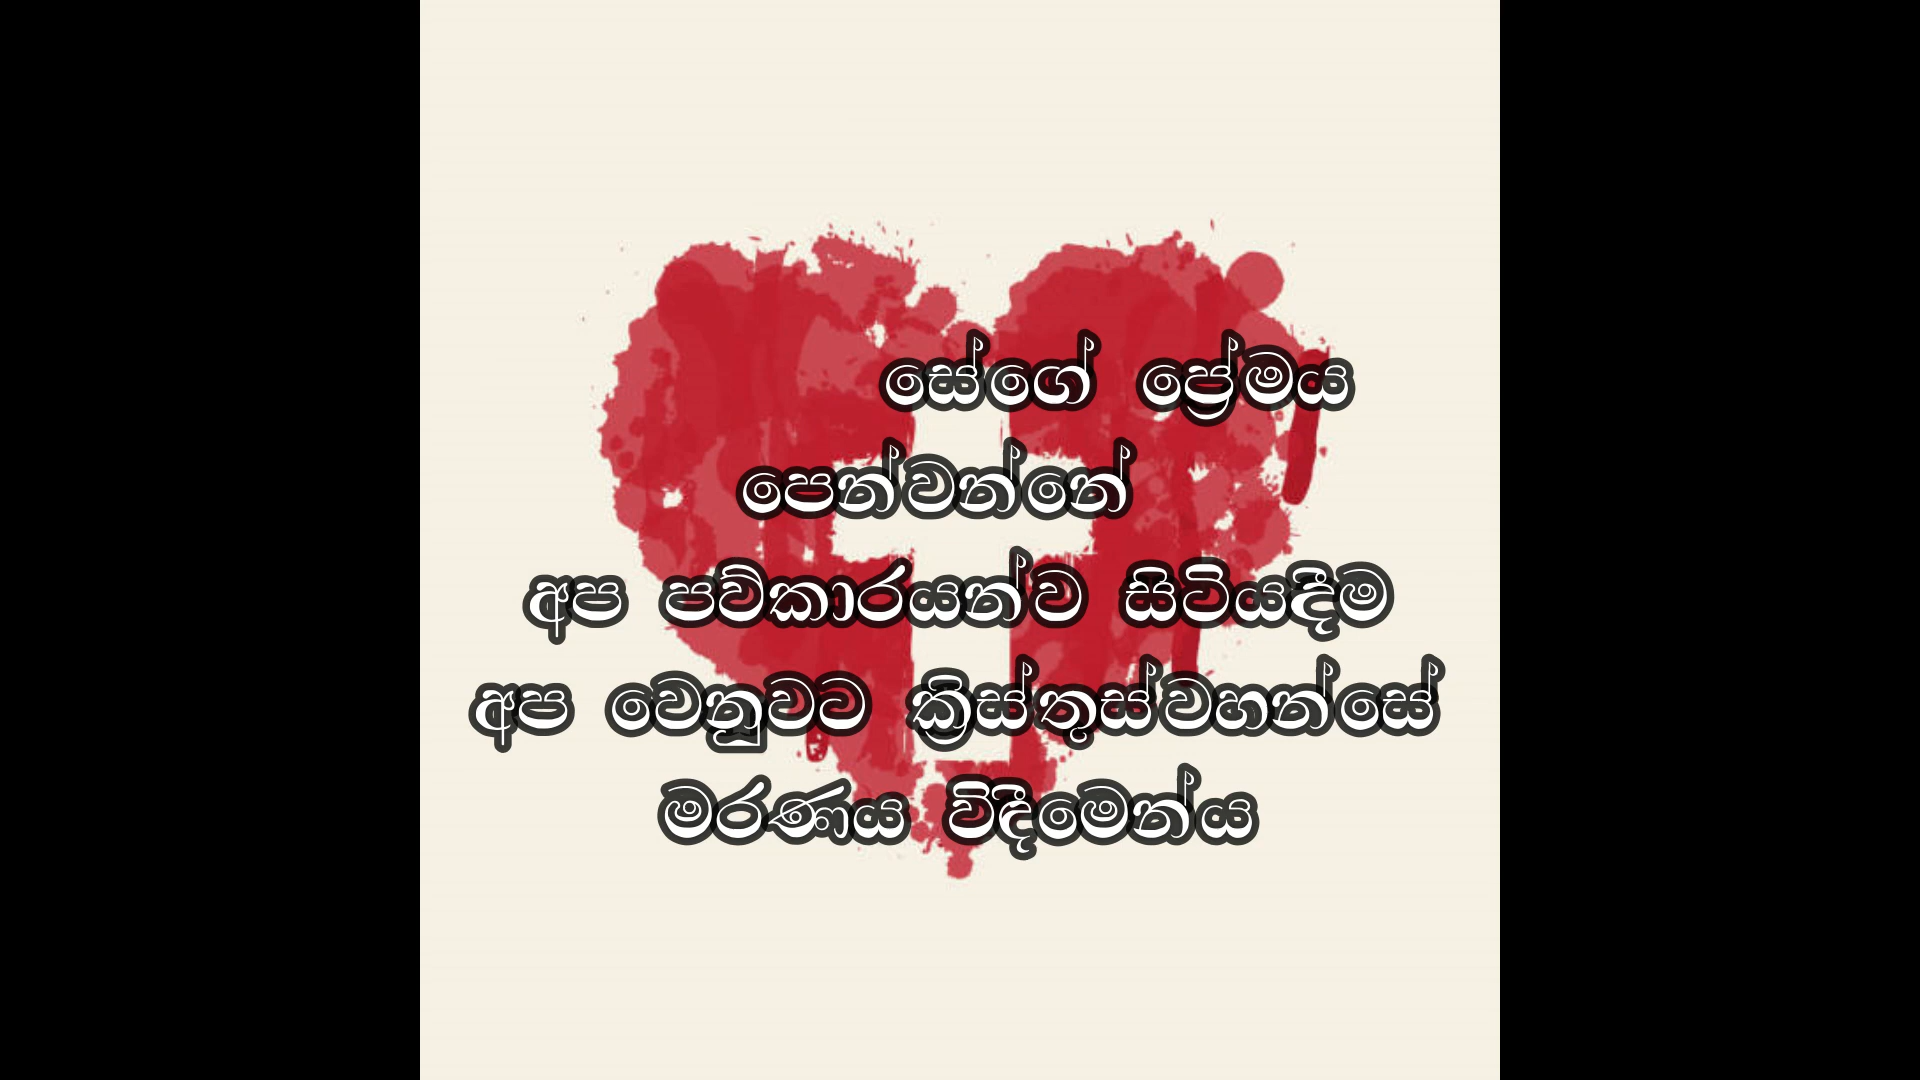 සේගේ ප්‍රේමය
පෙන්වන්නේ
අප පව්කාරයන්ව සිටියදීම
අප වෙනුවට ක්‍රිස්තුස්වහන්සේ
මරණය විඳීමෙන්ය